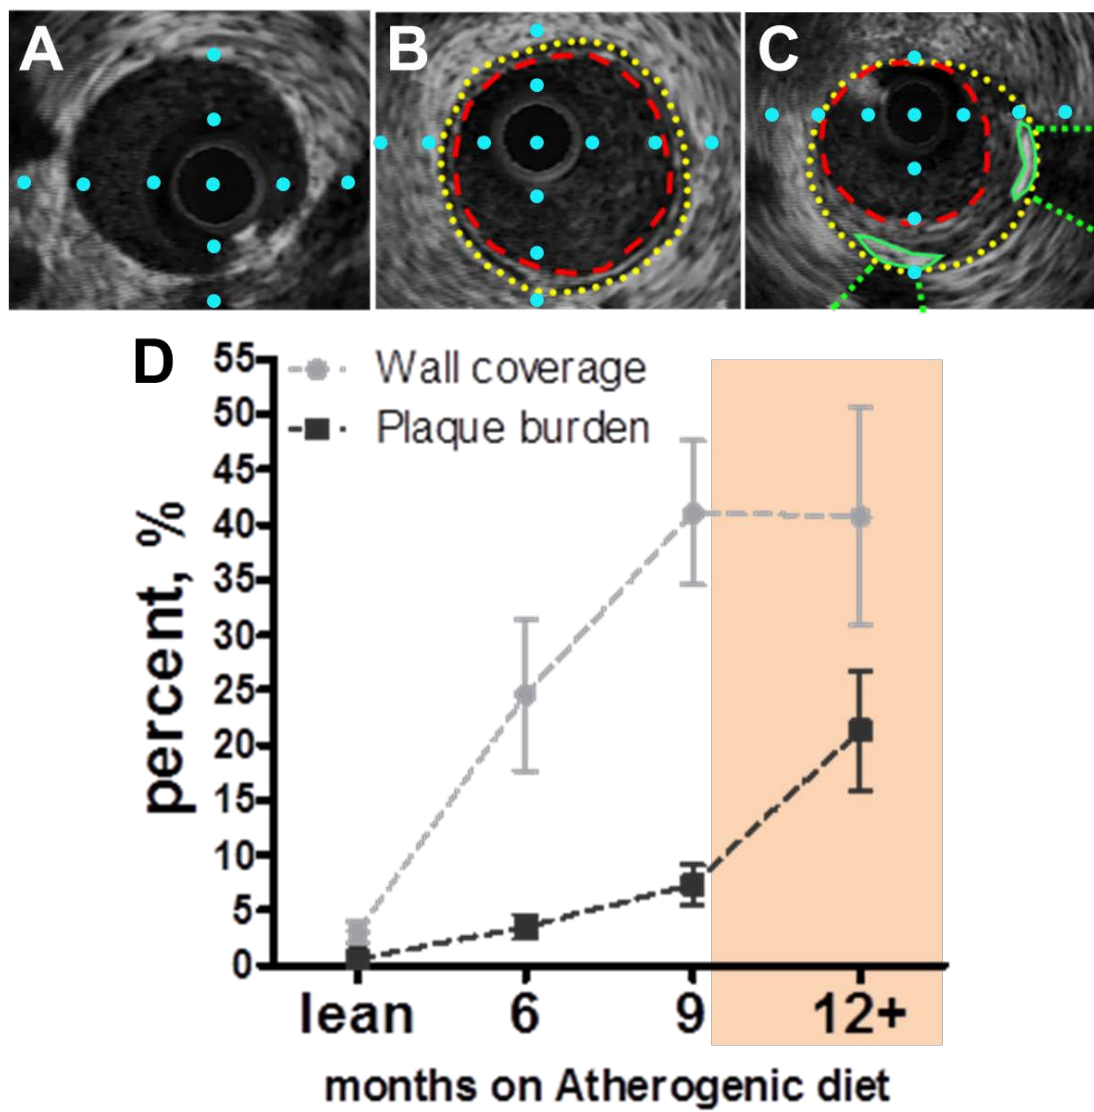 A
B
C
D
55
50
45
40
35
30
25
20
15
10
5
0
percent, %
Wall coverage
Plaque burden
lean 6 9 12+
months on Atherogenic diet